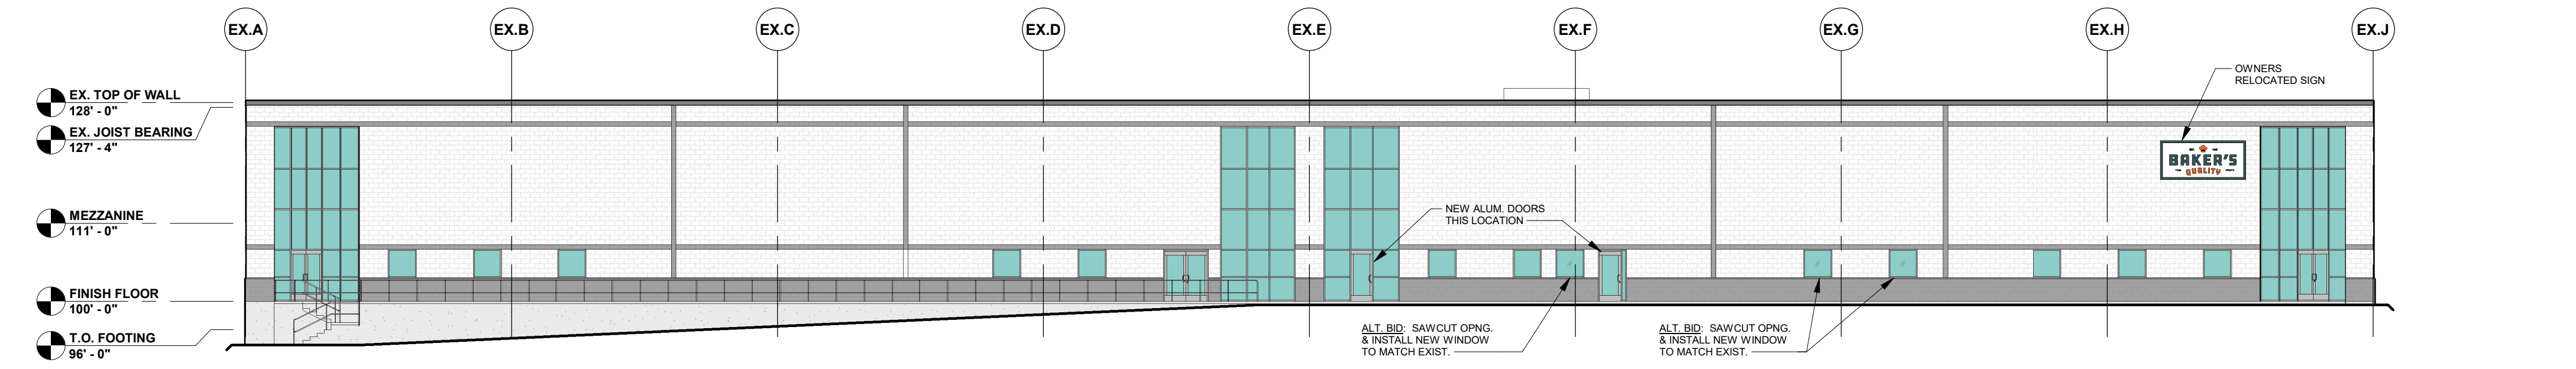 EX.A
EX.B
EX.C
EX.D
EX.E
EX.F
EX.G
EX.H
EX.J
OWNERS
RELOCATED SIGN
EX. TOP OF WALL
128' - 0"
EX. JOIST BEARING
127' - 4"
BAKER'S
QUALITY
MEZZANINE
111' - 0"
NEW ALUM. DOORS
THIS LOCATION
FINISH FLOOR
100' - 0"
T.O. FOOTING
96' - 0"
ALT. BID: SAWCUT OPNG.
& INSTALL NEW WINDOW
TO MATCH EXIST.
ALT. BID: SAWCUT OPNG.
& INSTALL NEW WINDOW
TO MATCH EXIST.